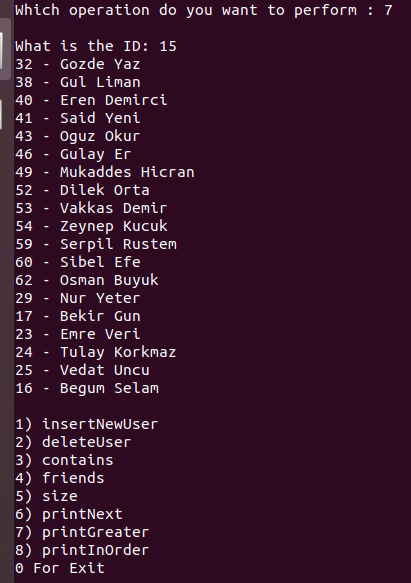 Which operation do you want to perform : 7
What is the ID: 15
32 - Gozde Yaz
38 - Gul Liman
40 - Eren Demirci
41 - Said Yeni
43 - Oguz Okur
46 - Gulay Er
49 - Mukaddes Hicran
52 - Dilek Orta
53 - Vakkas Demir
54 - Zeynep Kucuk
59 - Serpil Rustem
60 - Sibel Efe
62 - Osman Buyuk
29 - Nur Yeter
17 - Bekir Gun
23 - Emre Veri
24 - Tulay Korkmaz
25 - Vedat Uncu
16 - Begum Selam
1) insertNewUser
2) deleteUser
3) contains
4) friends
5) size
6) printNext
7) printGreater
8) printInOrder
0 For Exit